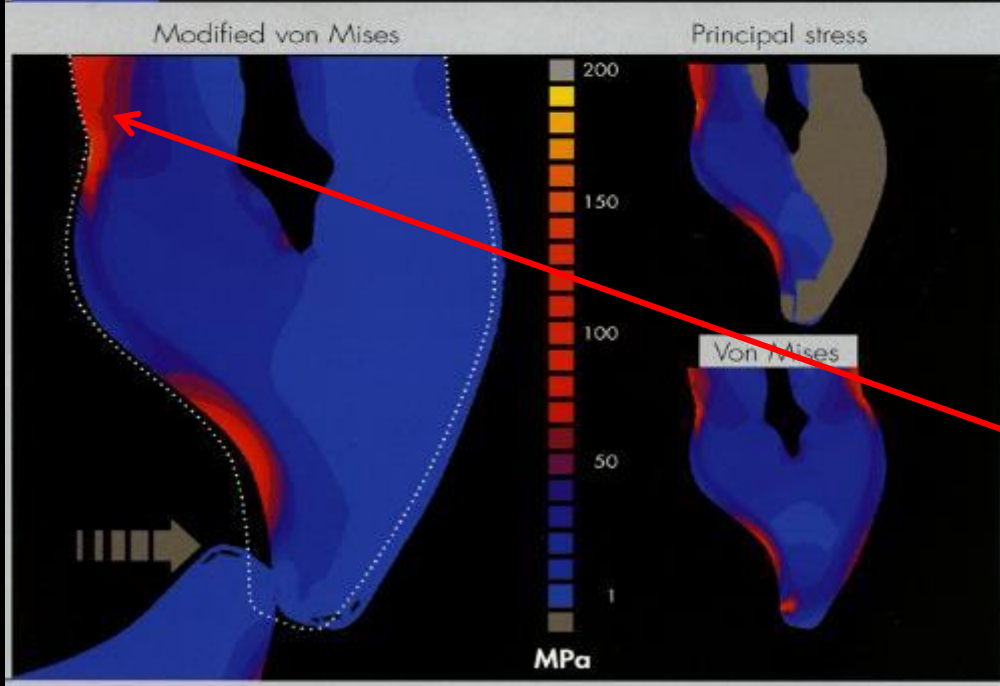 Modified von Mises
Principal stress
200
150
100
50
1
MPa
Von Mises